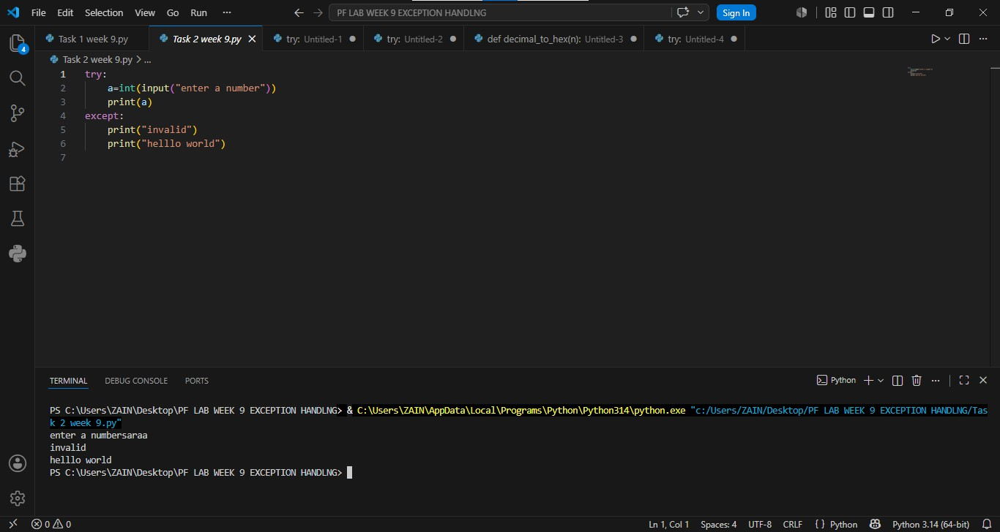 File Edit Selection View Go Run ···
PF LAB WEEK 9 EXCEPTION HANDLNG
Sign In
4
Task 1 week 9.py
Task 2 week 9.py
try: Untitled-1
try: Untitled-2
def decimal_to_hex(n): Untitled-3
try: Untitled-4
Task 2 week 9.py > ...
1 try:
2 a=int(input("enter a number"))
3 print(a)
4 except:
5 print("invalid")
6 print("helllo world")
7
TERMINAL DEBUG CONSOLE PORTS
Python
PS C:\Users\ZAIN\Desktop\PF LAB WEEK 9 EXCEPTION HANDLNG> & C:\Users\ZAIN\AppData\Local\Programs\Python\Python314\python.exe "c:/Users/ZAIN/Desktop/PF LAB WEEK 9 EXCEPTION HANDLNG/Tas
k 2 week 9.py"
enter a numbersaraa
invalid
helllo world
PS C:\Users\ZAIN\Desktop\PF LAB WEEK 9 EXCEPTION HANDLNG>
0 0 Ln 1, Col 1 Spaces: 4 UTF-8 CRLF { } Python Python 3.14 (64-bit)